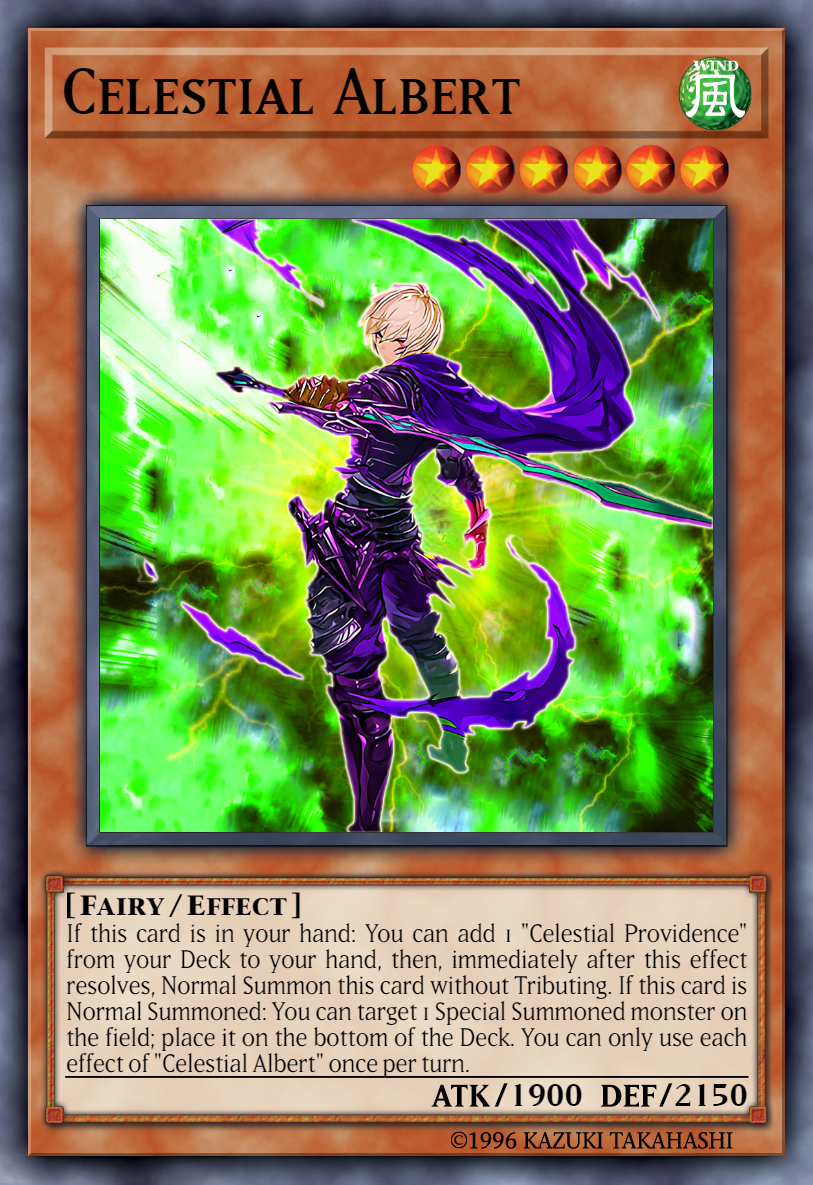 Celestial Albert
WIND
風
[ Fairy / Effect ]
If this card is in your hand: You can add 1 "Celestial Providence"
from your Deck to your hand, then, immediately after this effect
resolves, Normal Summon this card without Tributing. If this card is
Normal Summoned: You can target 1 Special Summoned monster on
the field; place it on the bottom of the Deck. You can only use each
effect of "Celestial Albert" once per turn.
ATK/1900 DEF/2150
©1996 KAZUKI TAKAHASHI